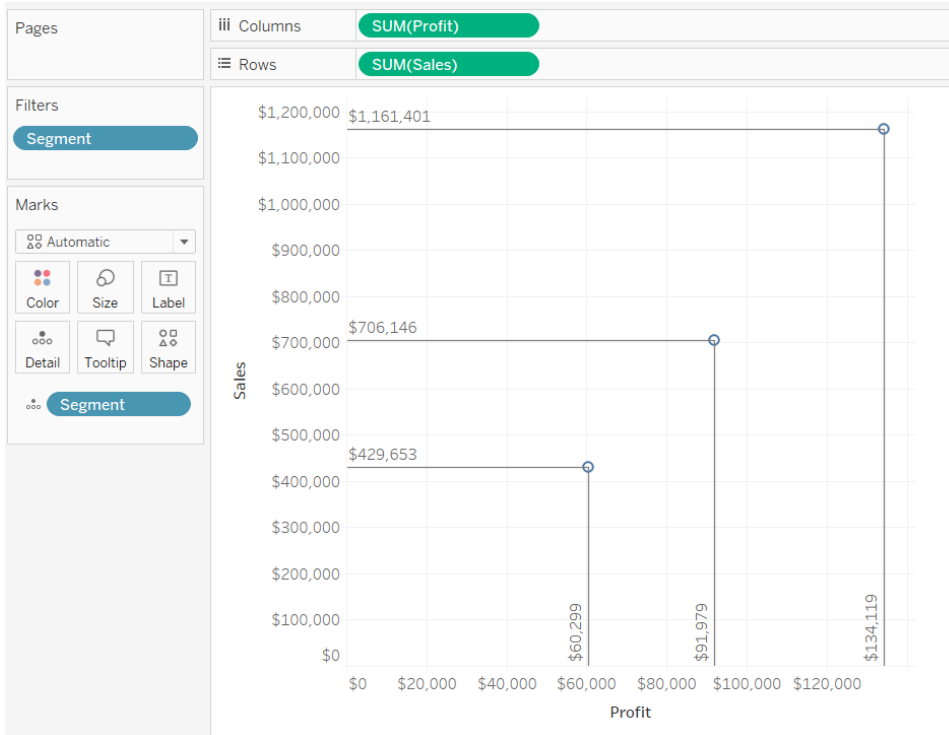 Pages
Columns
SUM(Profit)
Rows
SUM(Sales)
Filters
Segment
Marks
Automatic
Color
Size
Label
Detail
Tooltip
Shape
Segment
$1,200,000
$1,161,401
$1,100,000
$1,000,000
$900,000
$800,000
$706,146
$700,000
$600,000
$500,000
$429,653
$400,000
$300,000
$200,000
$100,000
$0
Sales
$60,299
$91,979
$134,119
$0 $20,000 $40,000 $60,000 $80,000 $100,000 $120,000
Profit